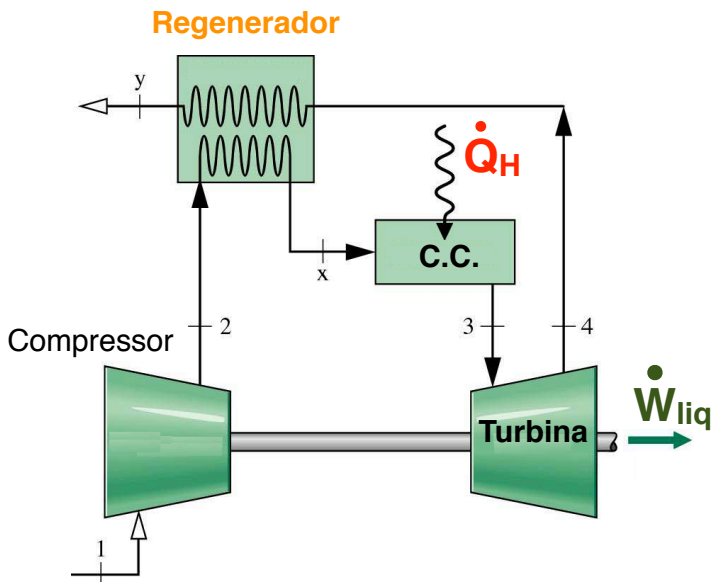 Regenerador
y
Q̇H
C.C.
x
2
3
4
Compressor
Ẇliq
Turbina
1